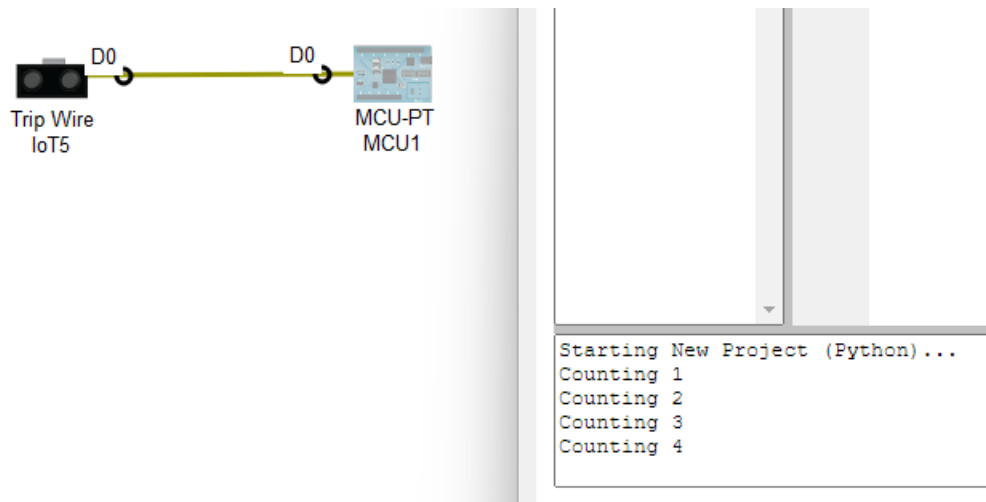 D0
D0
Trip Wire
IoT5
MCU-PT
MCU1
Starting New Project (Python)...
Counting 1
Counting 2
Counting 3
Counting 4